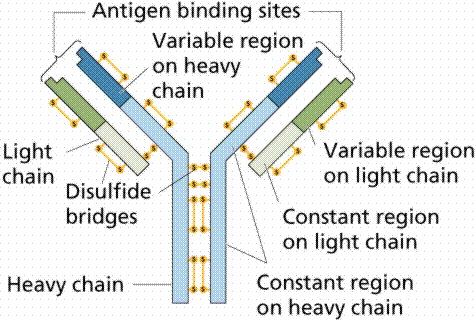 Antigen binding sites
Variable region
on heavy
chain
Light
chain
Disulfide
bridges
Variable region
on light chain
Constant region
on light chain
Heavy chain
Constant region
on heavy chain
S S
S S
S S
S S
S S
S S
S S
S S
S S
S S
S S
S S
S S
S S